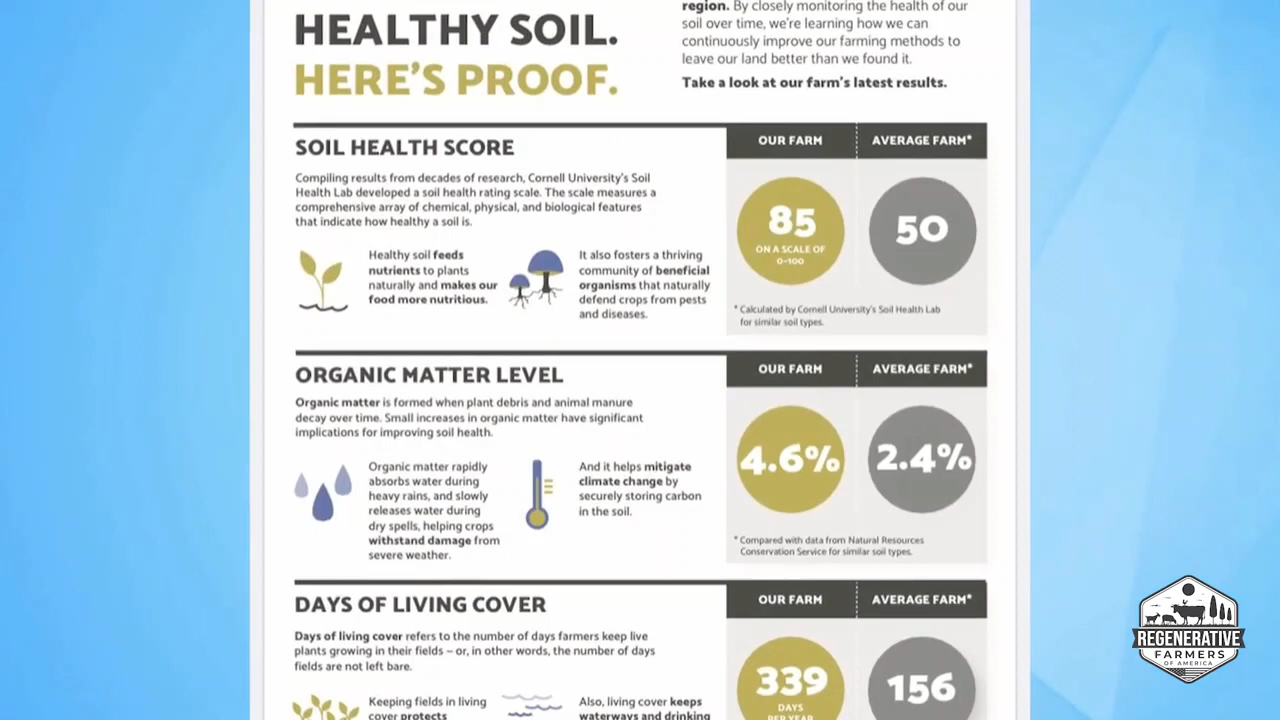 HEALTHY SOIL.
HERE'S PROOF.
region. By closely monitoring the health of our
soil over time, we're learning how we can
continuously improve our farming methods to
leave our land better than we found it.
Take a look at our farm's latest results.
SOIL HEALTH SCORE
Compiling results from decades of research, Cornell University's Soil
Health Lab developed a soil health rating scale. The scale measures a
comprehensive array of chemical, physical, and biological features
that indicate how healthy a soil is.
Healthy soil feeds
nutrients to plants
naturally and makes our
food more nutritious.
It also fosters a thriving
community of beneficial
organisms that naturally
defend crops from pests
and diseases.
OUR FARM
AVERAGE FARM*
85
ON A SCALE OF
0-100
50
* Calculated by Cornell University's Soil Health Lab
for similar soil types.
ORGANIC MATTER LEVEL
Organic matter is formed when plant debris and animal manure
decay over time. Small increases in organic matter have significant
implications for improving soil health.
Organic matter rapidly
absorbs water during
heavy rains, and slowly
releases water during
dry spells, helping crops
withstand damage from
severe weather.
And it helps mitigate
climate change by
securely storing carbon
in the soil.
OUR FARM
AVERAGE FARM*
4.6%
2.4%
* Compared with data from Natural Resources
Conservation Service for similar soil types.
DAYS OF LIVING COVER
Days of living cover refers to the number of days farmers keep live
plants growing in their fields – or, in other words, the number of days
fields are not left bare.
Keeping fields in living
cover protects
Also, living cover keeps
waterways and drinking
OUR FARM
AVERAGE FARM*
339
DAYS
PER YEAR
156
REGENERATIVE
FARMERS
OF AMERICA